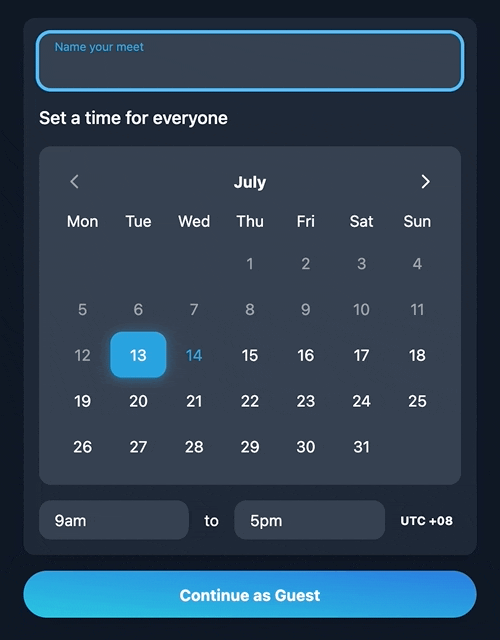 Name your meet
Set a time for everyone
July
Mon Tue Wed Thu Fri Sat Sun
1 2 3 4
5 6 7 8 9 10 11
12 13 14 15 16 17 18
19 20 21 22 23 24 25
26 27 28 29 30 31
9am to 5pm UTC +08
Continue as Guest